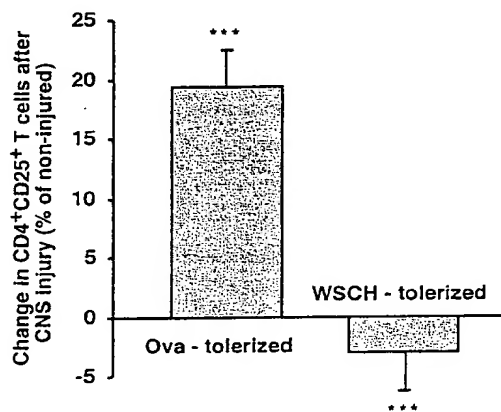 Change in CD4+CD25+ T cells after
CNS Injury (% of non-injured)
25
20
15
10
5
0
-5
***
WSCH - tolerized
Ova - tolerized
***